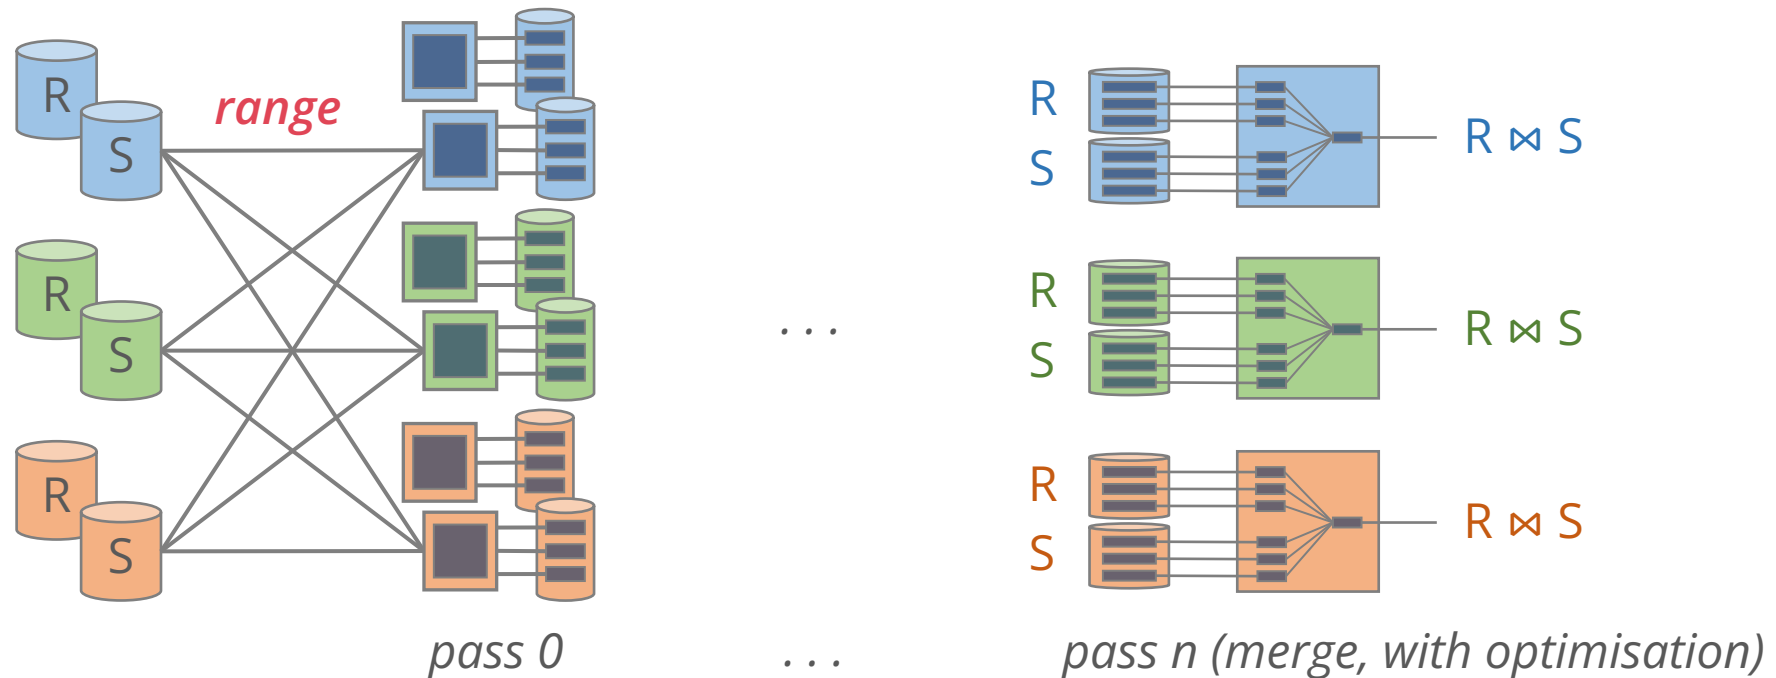 R
S
range
R
S
R
S
R
S
R ⋈ S
R
S
R ⋈ S
R
S
R ⋈ S
. . .
pass 0
. . .
pass n (merge, with optimisation)